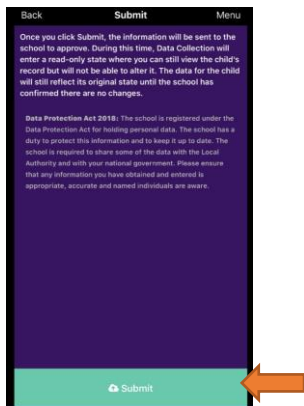 Back Submit Menu
Once you click Submit, the information will be sent to the
school to approve. During this time, Data Collection will
enter a read-only state where you can still view the child's
record but will not be able to alter it. The data for the child
will still reflect its original state until the school has
confirmed there are no changes.
Data Protection Act 2018: The school is registered under the
Data Protection Act for holding personal data. The school has a
duty to protect this information and to keep it up to date. The
school is required to share some of the data with the Local
Authority and with your national government. Please ensure
that any information you have obtained and entered is
appropriate, accurate and named individuals are aware.
Submit